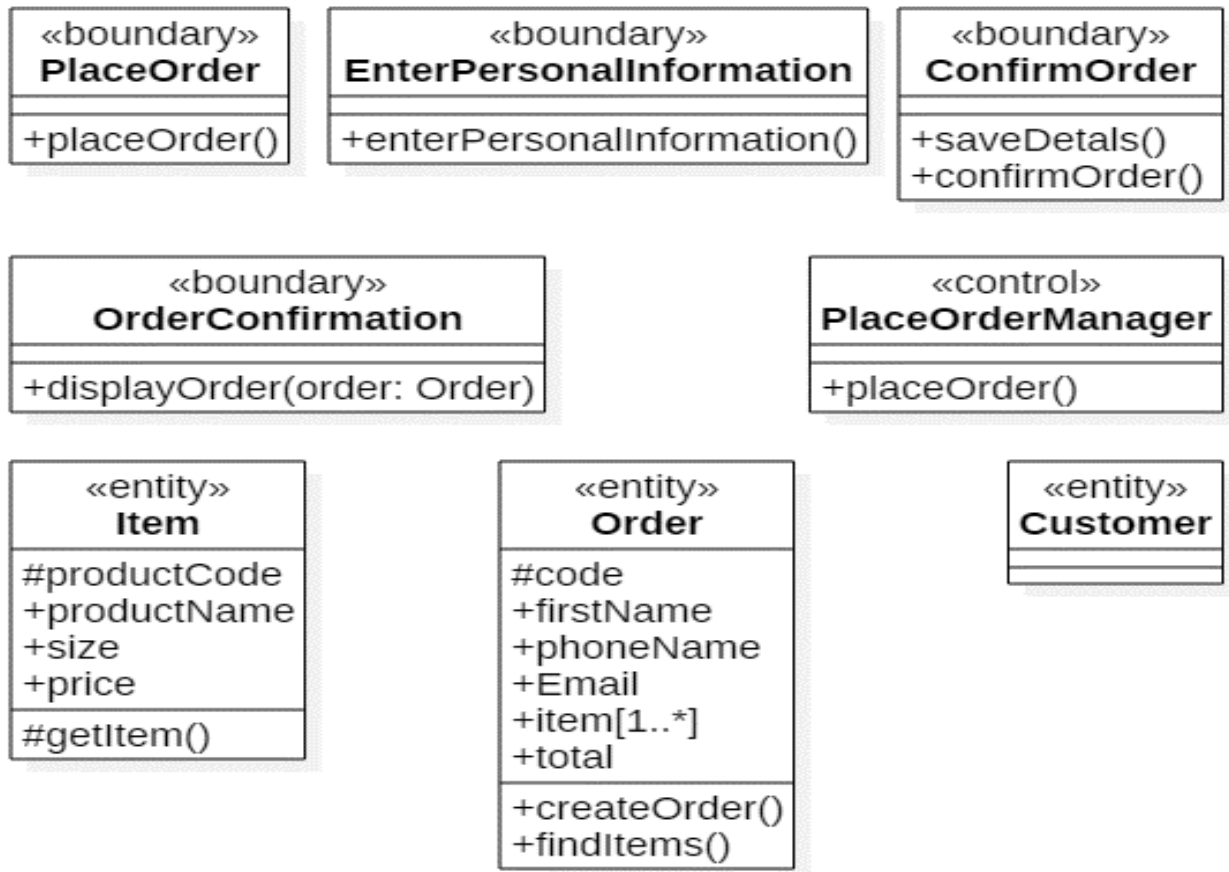 «boundary»
PlaceOrder
+placeOrder()
«boundary»
EnterPersonalInformation
+enterPersonalInformation()
«boundary»
ConfirmOrder
+saveDetals()
+confirmOrder()
«boundary»
OrderConfirmation
+displayOrder(order: Order)
«control»
PlaceOrderManager
+placeOrder()
«entity»
Item
#productCode
+productName
+size
+price
#getItem()
«entity»
Order
#code
+firstName
+phoneName
+Email
+item[1..*]
+total
+createOrder()
+findItems()
«entity»
Customer